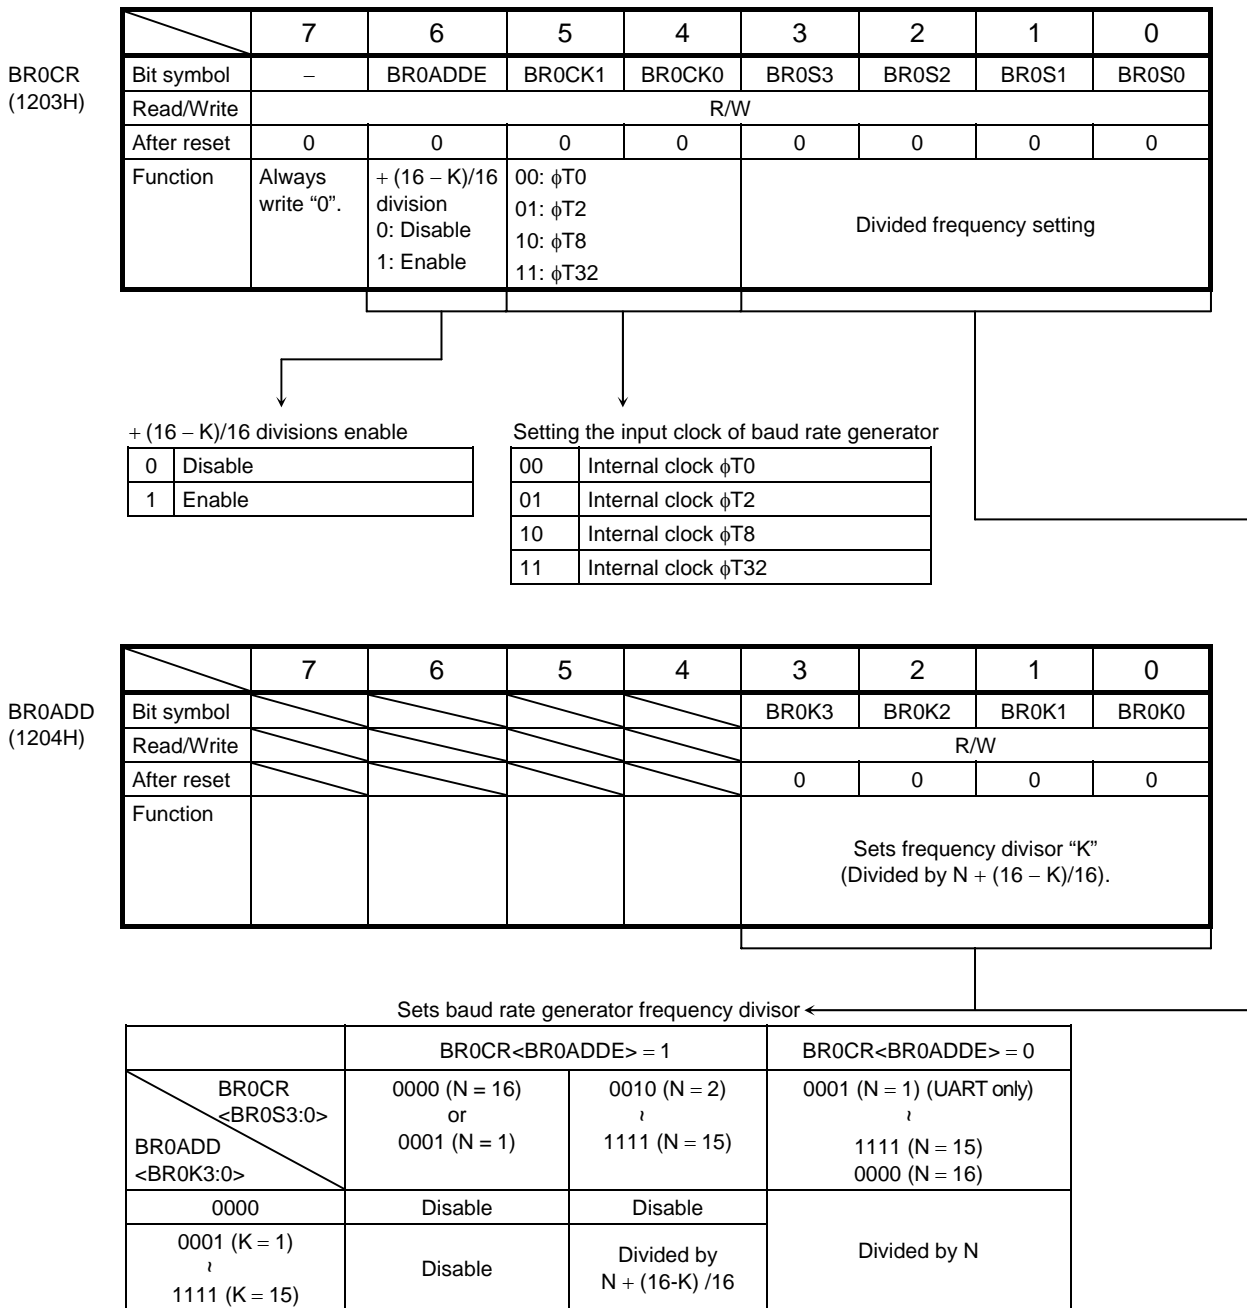 7 6 5 4 3 2 1 0
BR0CR
(1203H)
Bit symbol – BR0ADDE BR0CK1 BR0CK0 BR0S3 BR0S2 BR0S1 BR0S0
Read/Write R/W
After reset 0 0 0 0 0 0 0 0
Function
Always
write “0”.
+ (16 – K)/16
division
0: Disable
1: Enable
00: ϕT0
01: ϕT2
10: ϕT8
11: ϕT32
Divided frequency setting
+ (16 – K)/16 divisions enable
0 Disable
1 Enable
Setting the input clock of baud rate generator
00 Internal clock ϕT0
01 Internal clock ϕT2
10 Internal clock ϕT8
11 Internal clock ϕT32
7 6 5 4 3 2 1 0
BR0ADD
(1204H)
Bit symbol BR0K3 BR0K2 BR0K1 BR0K0
Read/Write R/W
After reset 0 0 0 0
Function
Sets frequency divisor “K”
(Divided by N + (16 – K)/16).
Sets baud rate generator frequency divisor
BR0CR<BR0ADDE> = 1 BR0CR<BR0ADDE> = 0
BR0CR
<BR0S3:0>
BR0ADD
<BR0K3:0>
0000 (N = 16)
or
0001 (N = 1)
0010 (N = 2)
~
1111 (N = 15)
0001 (N = 1) (UART only)
~
1111 (N = 15)
0000 (N = 16)
0000 Disable Disable
0001 (K = 1)
~
1111 (K = 15)
Disable
Divided by
N + (16-K) /16
Divided by N